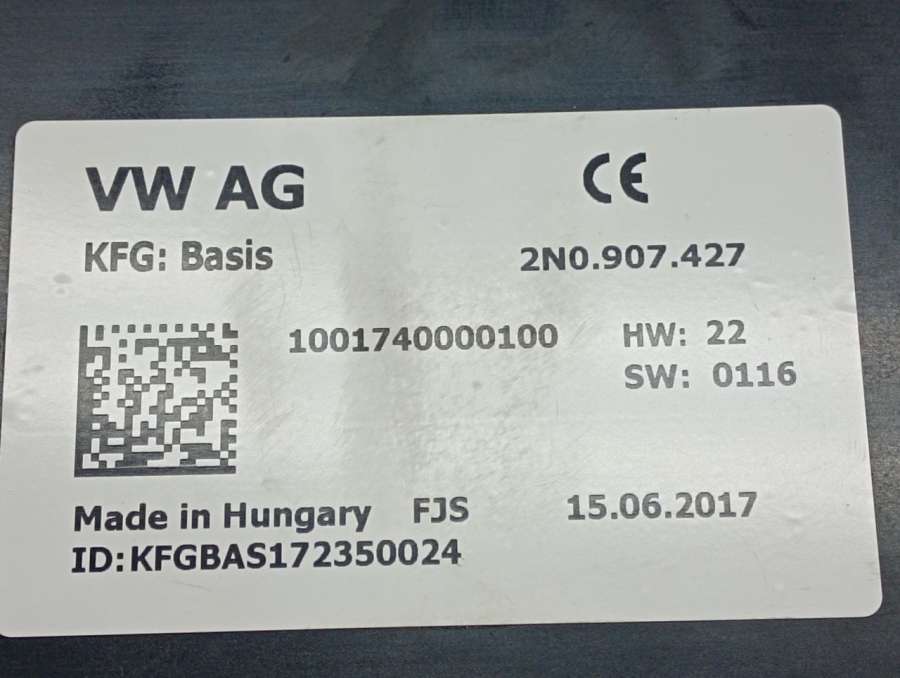 VW AG CE
KFG: Basis 2N0.907.427
1001740000100 HW: 22
SW: 0116
Made in Hungary FJS 15.06.2017
ID:KFGBAS172350024